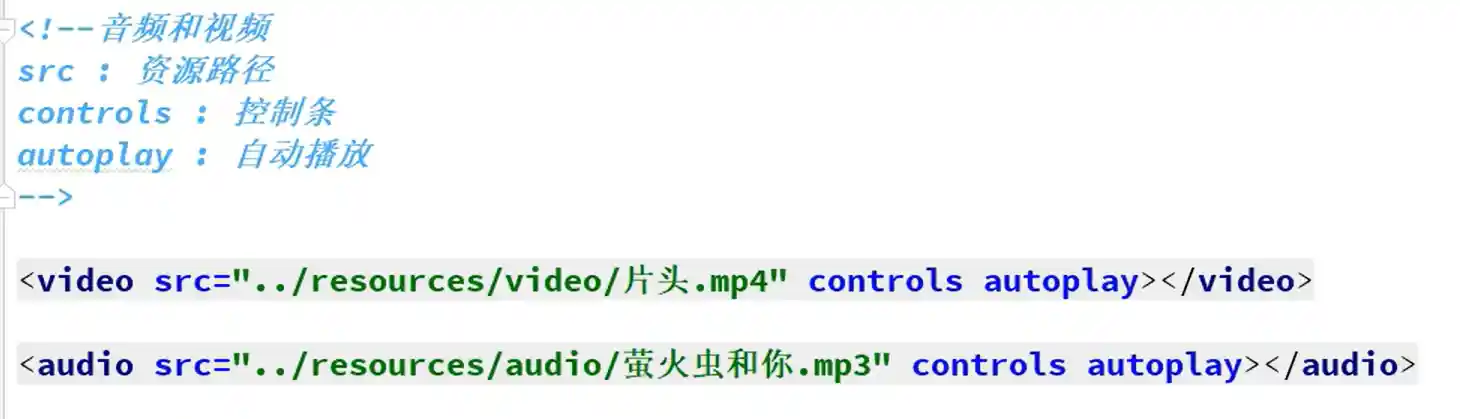 <!--音频和视频
src : 资源路径
controls : 控制条
autoplay : 自动播放
-->
<video src="../resources/video/片头.mp4" controls autoplay></video>
<audio src="../resources/audio/萤火虫和你.mp3" controls autoplay></audio>